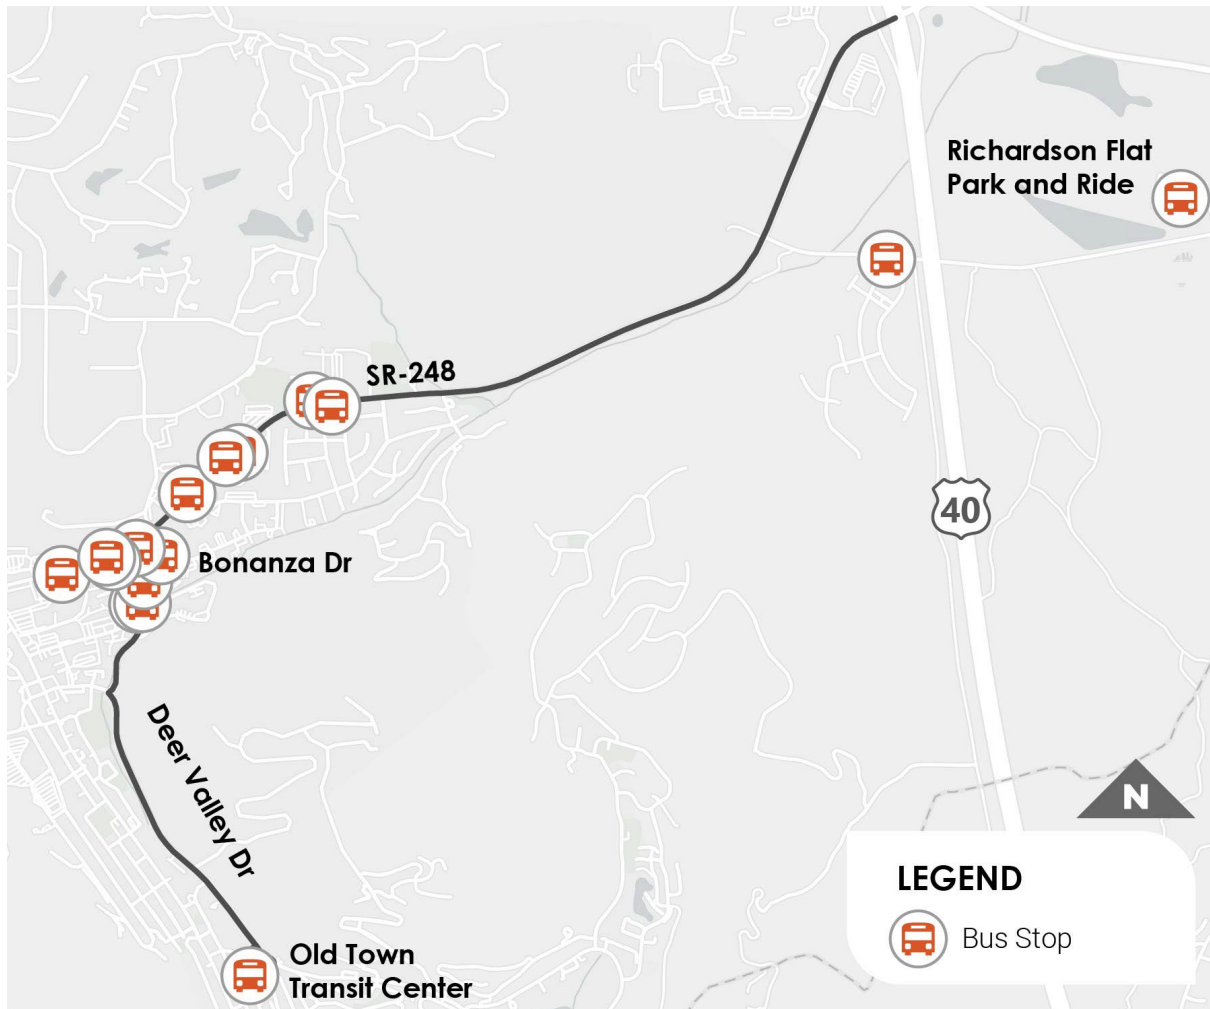 Richardson Flat
Park and Ride
SR-248
40
Bonanza Dr
Deer Valley Dr
N
LEGEND
Bus Stop
Old Town
Transit Center